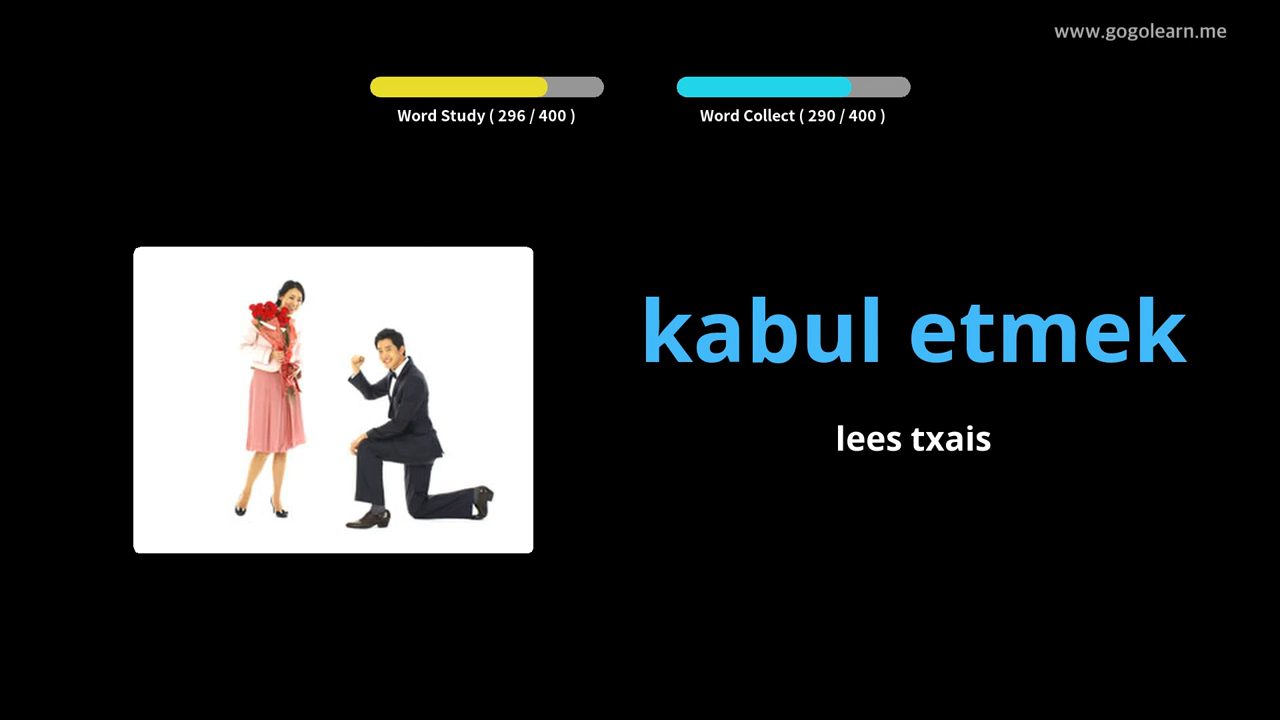 www.gogolearn.me
Word Study ( 296 / 400 )
Word Collect ( 290 / 400 )
kabul etmek
lees txais